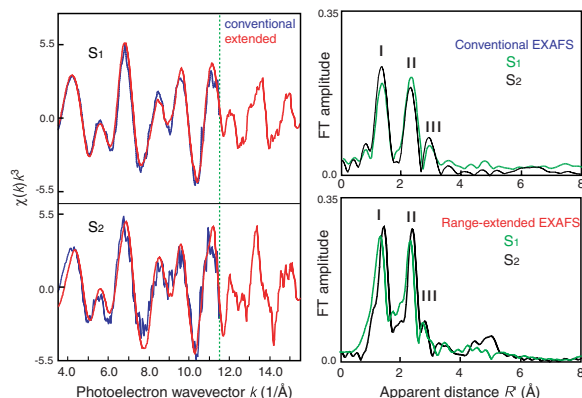 conventional
extended
S1
5.5
0.0
-5.5
χ(k)k³
S2
5.5
0.0
-5.5
4.0 6.0 8.0 10.0 12.0 14.0
Photoelectron wavevector k (1/Å)
0.35
I II III
Conventional EXAFS
S1
S2
FT amplitude
0.00
0 2 4 6 8
0.35
I II III
Range-extended EXAFS
S1
S2
FT amplitude
0.00
0 2 4 6 8
Apparent distance R' (Å)